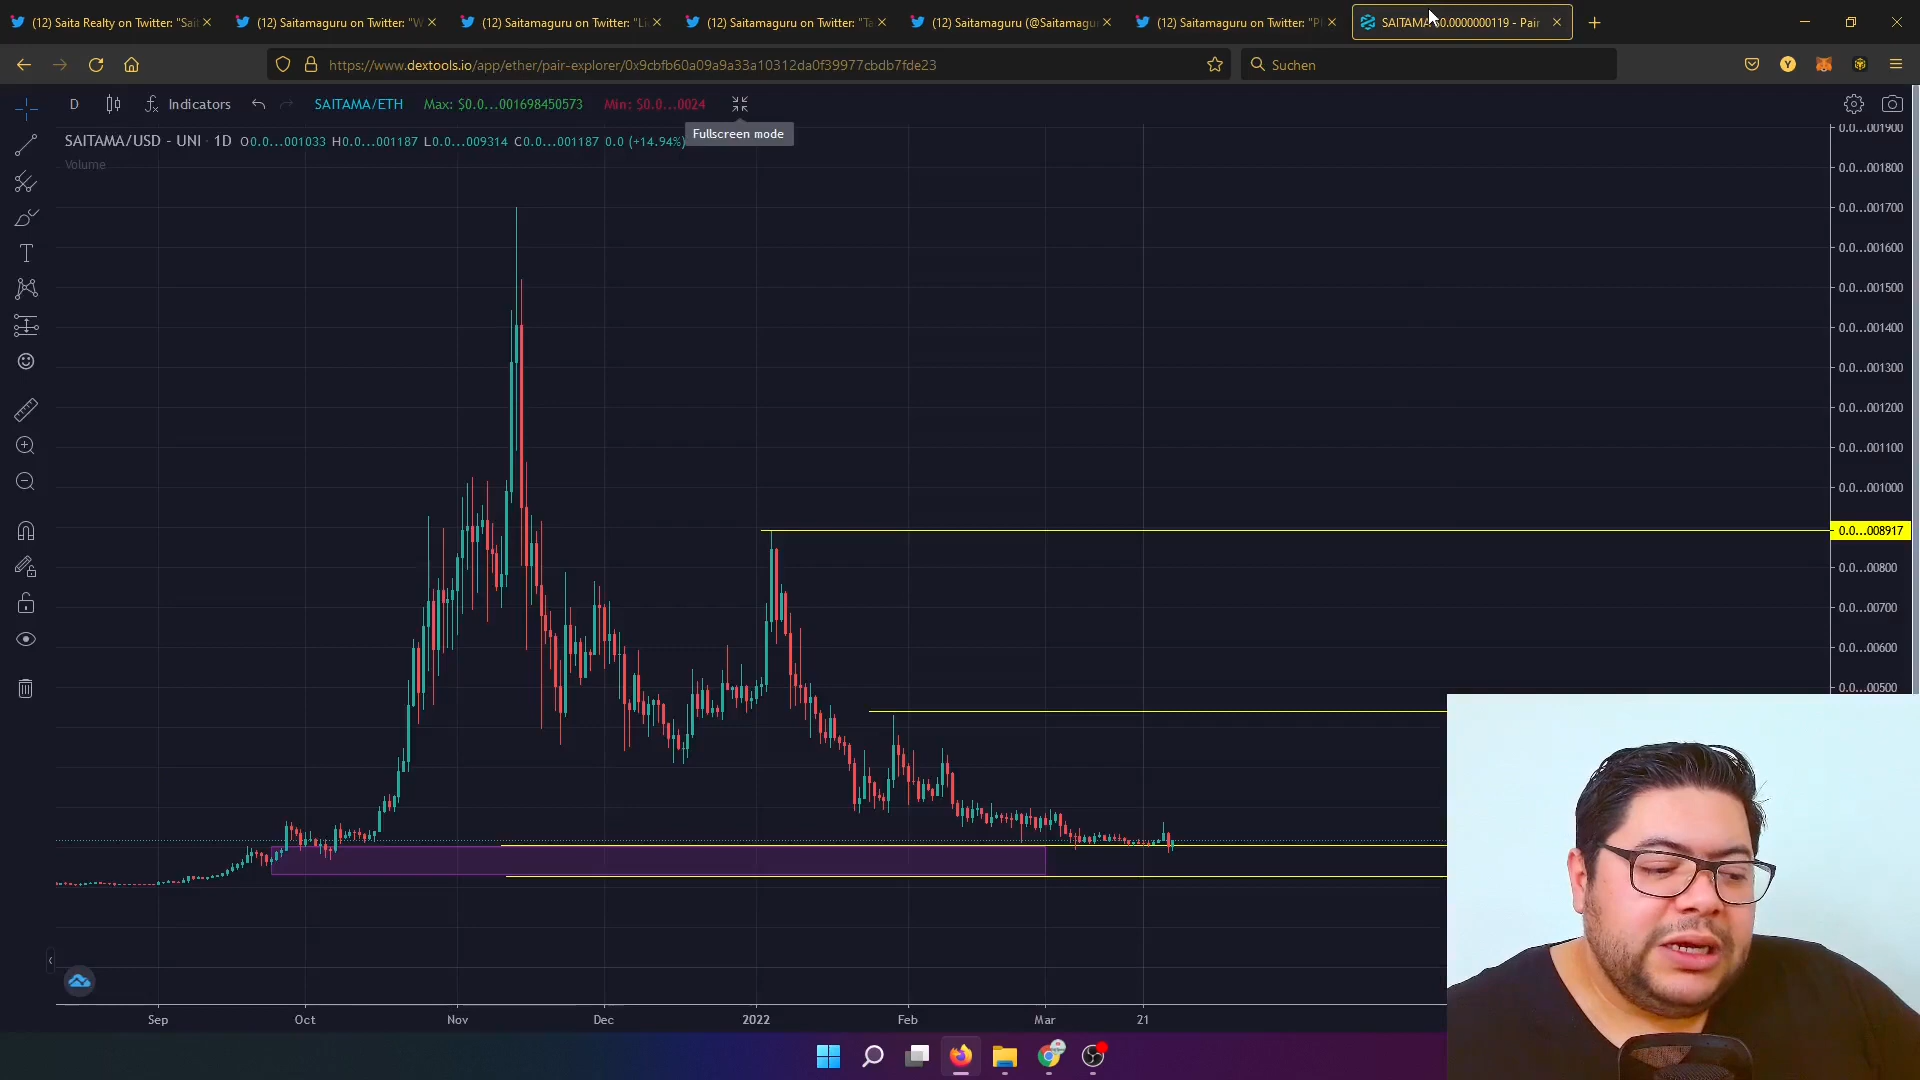 (12) Saita Realty on Twitter: "Sait
(12) Saitamaguru on Twitter: "W
(12) Saitamaguru on Twitter: "Li
(12) Saitamaguru on Twitter: "Ta
(12) Saitamaguru (@Saitamagu
(12) Saitamaguru on Twitter: "Pl
SAITAMA: $0.0000000119 - Pair
https://www.dextools.io/app/ether/pair-explorer/0x9cbfb60a09a9a33a10312da0f39977cbdb7fde23
Suchen
Y
D
Indicators
SAITAMA/ETH
Max: $0.0...001698450573
Min: $0.0...0024
Fullscreen mode
SAITAMA/USD - UNI · 1D O0.0...001033 H0.0...001187 L0.0...009314 C0.0...001187 0.0 (+14.94%)
Volume
0.0...001900
0.0...001800
0.0...001700
0.0...001600
0.0...001500
0.0...001400
0.0...001300
0.0...001200
0.0...001100
0.0...001000
0.0...008917
0.0...00800
0.0...00700
0.0...00600
0.0...00500
Sep
Oct
Nov
Dec
2022
Feb
Mar
21